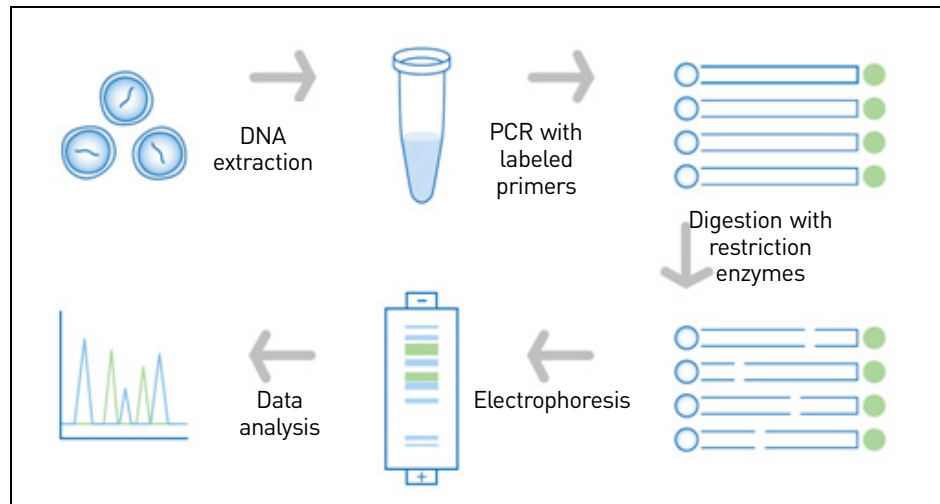 DNA
extraction
PCR with
labeled
primers
Digestion with
restriction
enzymes
Electrophoresis
Data
analysis
-
+